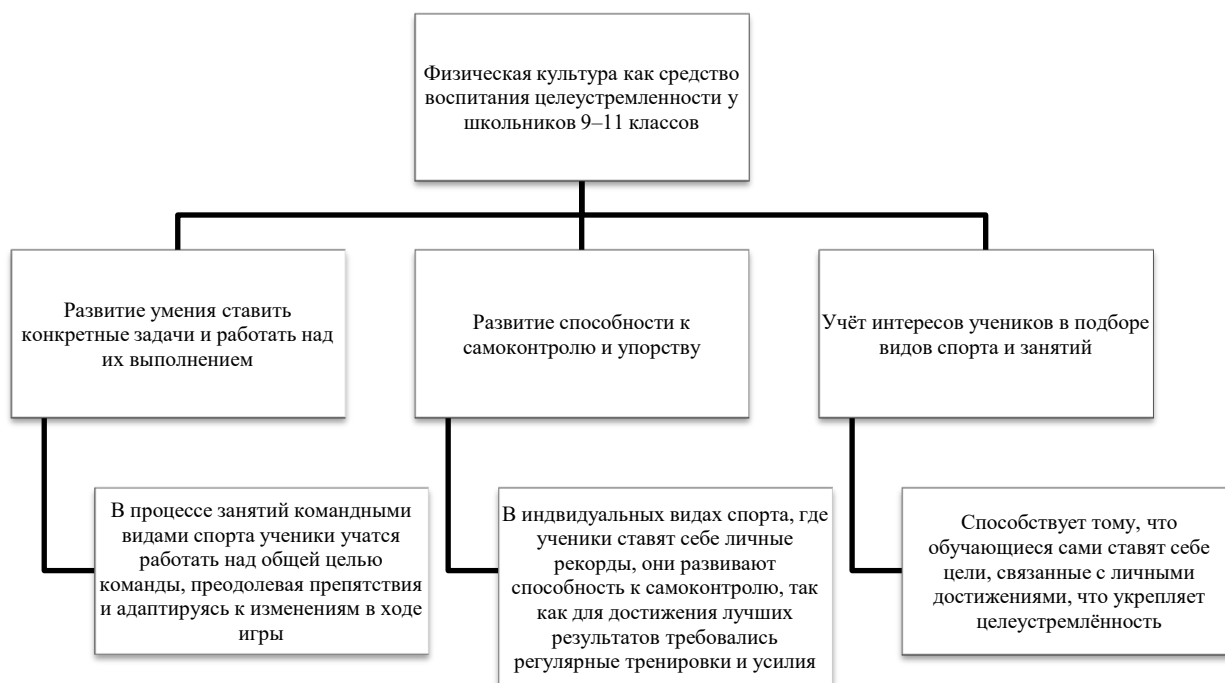 Физическая культура как средство
воспитания целеустремленности у
школьников 9–11 классов
Развитие умения ставить
конкретные задачи и работать над
их выполнением
Развитие способности к
самоконтролю и упорству
Учёт интересов учеников в подборе
видов спорта и занятий
В процессе занятий командными
видами спорта ученики учатся
работать над общей целью
команды, преодолевая препятствия
и адаптируясь к изменениям в ходе
игры
В индвидуальных видах спорта, где
ученики ставят себе личные
рекорды, они развивают
способность к самоконтролю, так
как для достижения лучших
результатов требовались
регулярные тренировки и усилия
Способствует тому, что
обучающиеся сами ставят себе
цели, связанные с личными
достижениями, что укрепляет
целеустремлённость